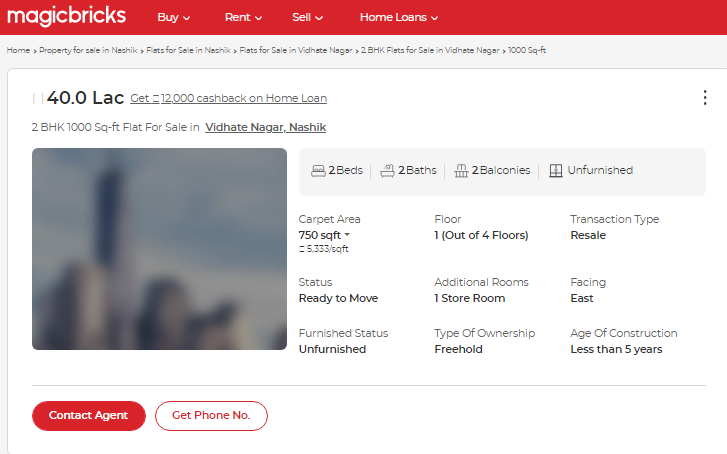 magicbricks Buy Rent Sell Home Loans
Home > Property for sale in Nashik > Flats for Sale in Nashik > Flats for Sale in Vidhate Nagar > 2 BHK Flats for Sale in Vidhate Nagar > 1000 Sq-ft
40.0 Lac Get 12,000 cashback on Home Loan
2 BHK 1000 Sq-ft Flat For Sale in Vidhate Nagar, Nashik
2 Beds 2 Baths 2 Balconies Unfurnished
Carpet Area Floor Transaction Type
750 sqft 1 (Out of 4 Floors) Resale
5,333/sqft
Status Additional Rooms Facing
Ready to Move 1 Store Room East
Furnished Status Type Of Ownership Age Of Construction
Unfurnished Freehold Less than 5 years
Contact Agent Get Phone No.